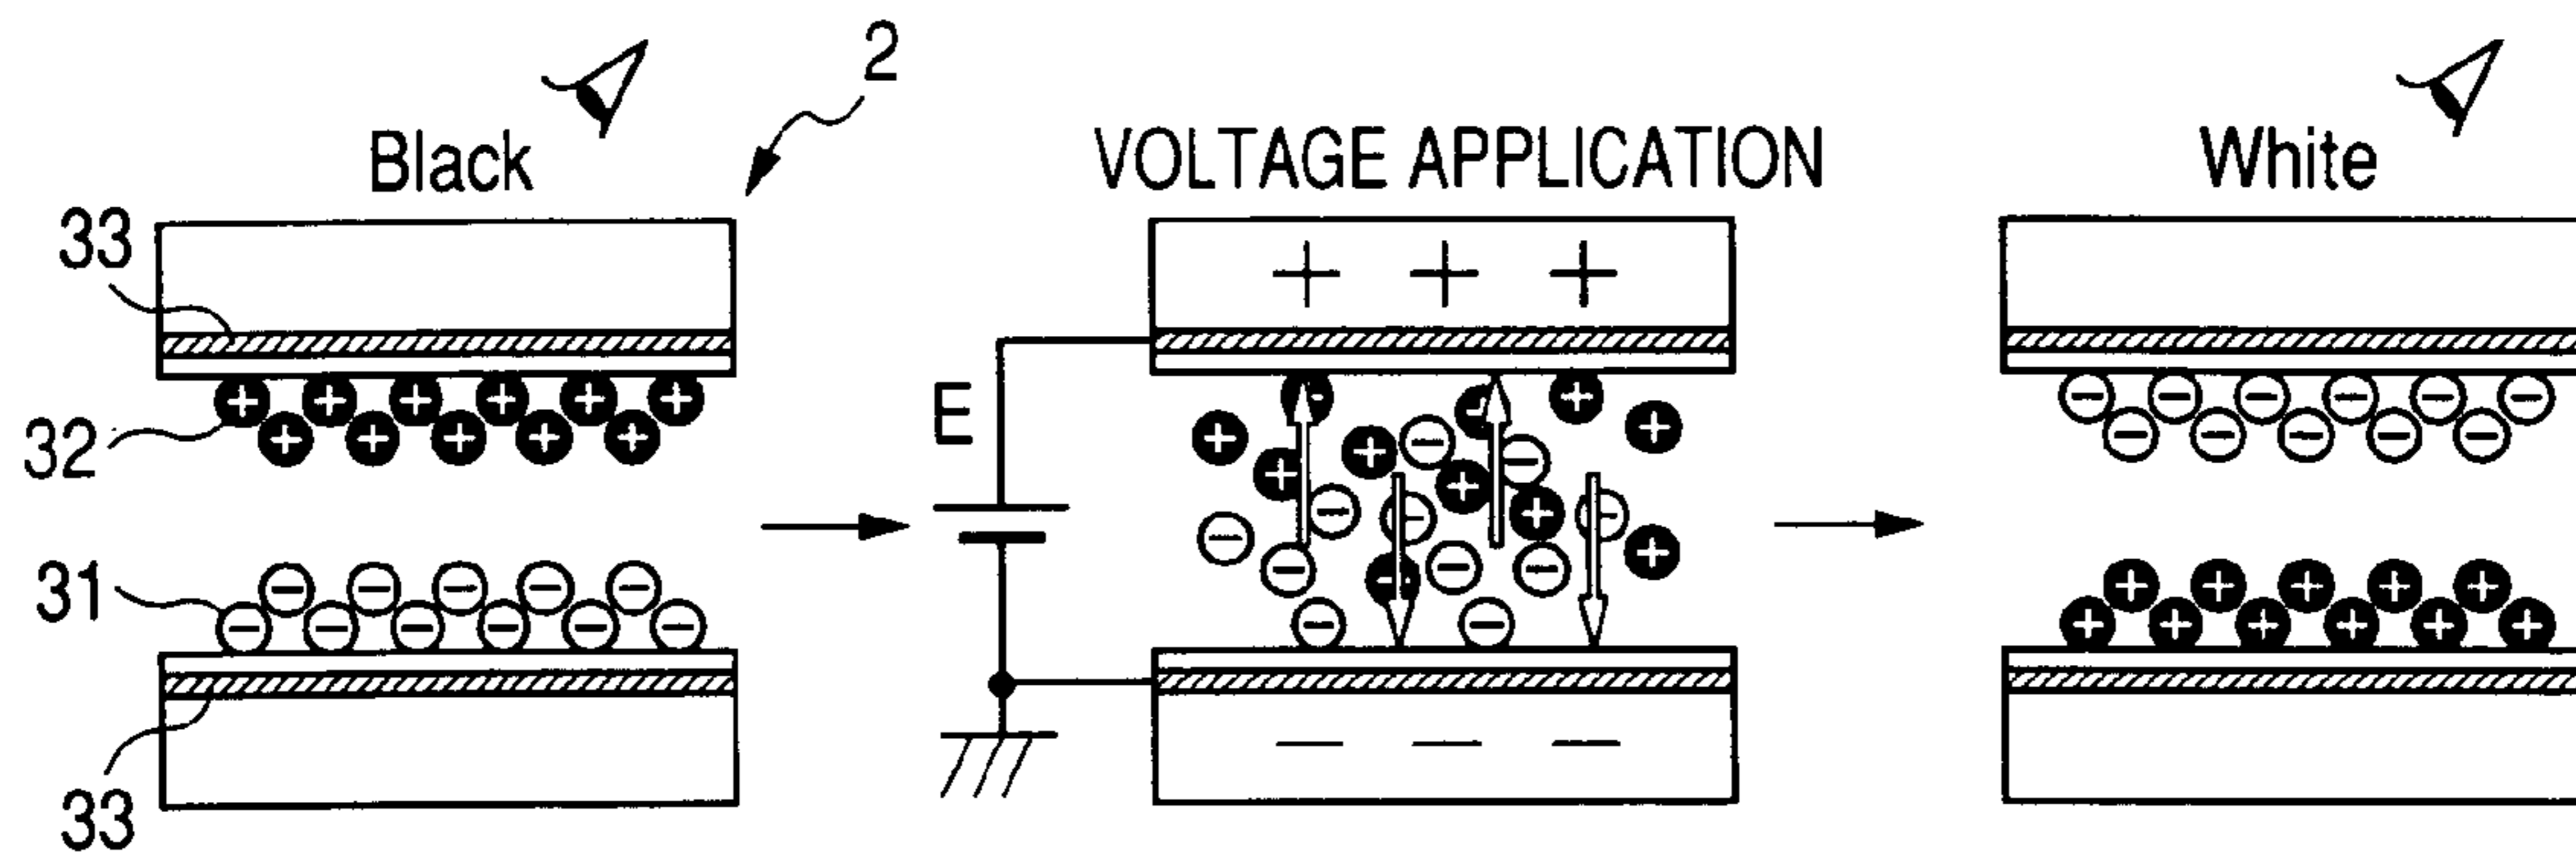 2
Black
VOLTAGE APPLICATION
White
33
+ + +
32
E
31
− − −
33